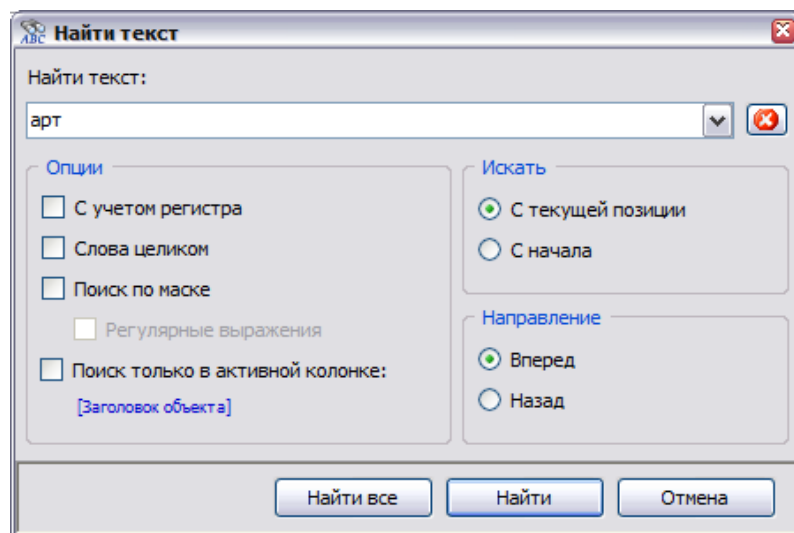 ABC Найти текст
Найти текст:
арт
Опции
С учетом регистра
Слова целиком
Поиск по маске
Регулярные выражения
Поиск только в активной колонке:
[Заголовок объекта]
Искать
С текущей позиции
С начала
Направление
Вперед
Назад
Найти все Найти Отмена